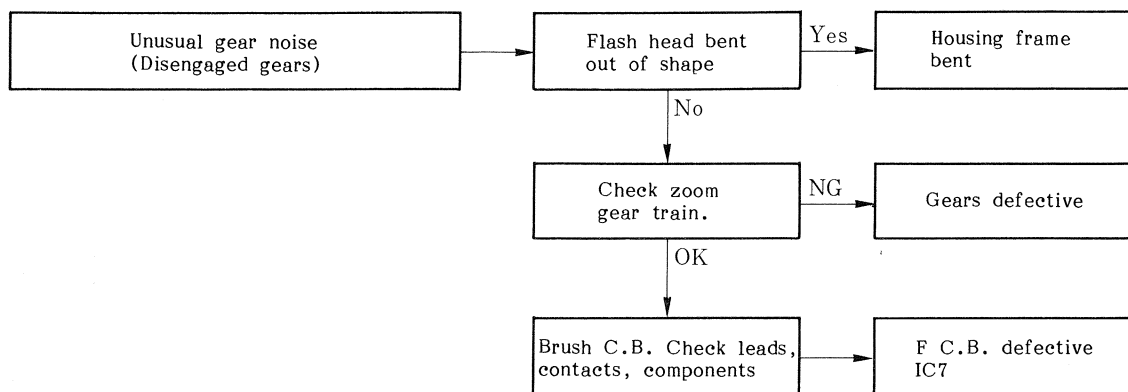 Unusual gear noise
(Disengaged gears)
Flash head bent
out of shape
Yes
Housing frame
bent
No
Check zoom
gear train.
NG
Gears defective
OK
Brush C.B. Check leads,
contacts, components
F C.B. defective
IC7